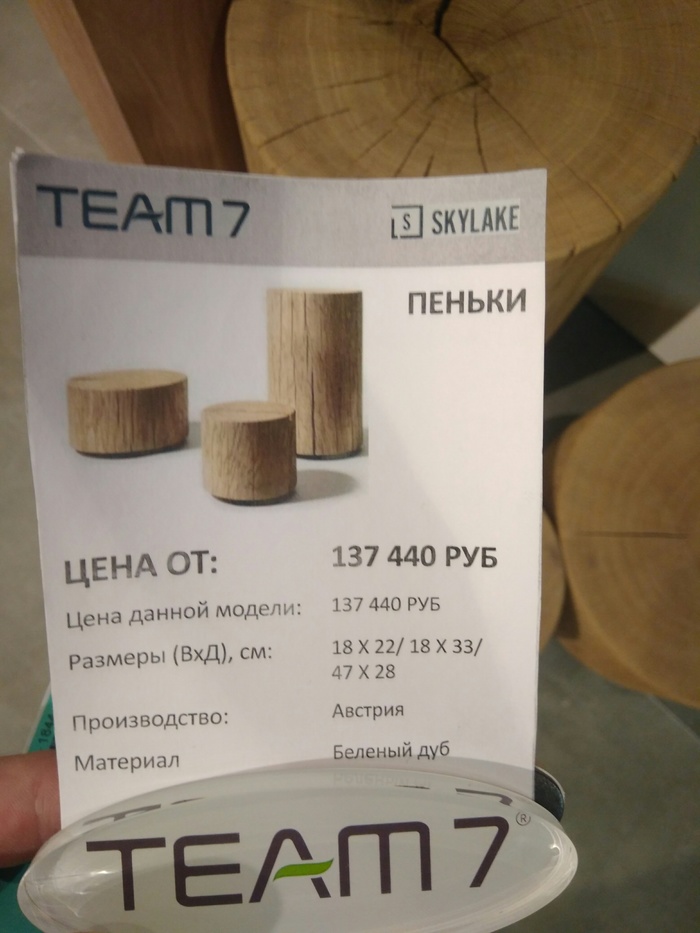 TEAM 7
LS SKYLAKE
ПЕНЬКИ
ЦЕНА ОТ: 137 440 РУБ
Цена данной модели: 137 440 РУБ
Размеры (ВхД), см: 18 Х 22/ 18 Х 33/
47 Х 28
Производство: Австрия
Материал Беленый дуб
TEAM 7®